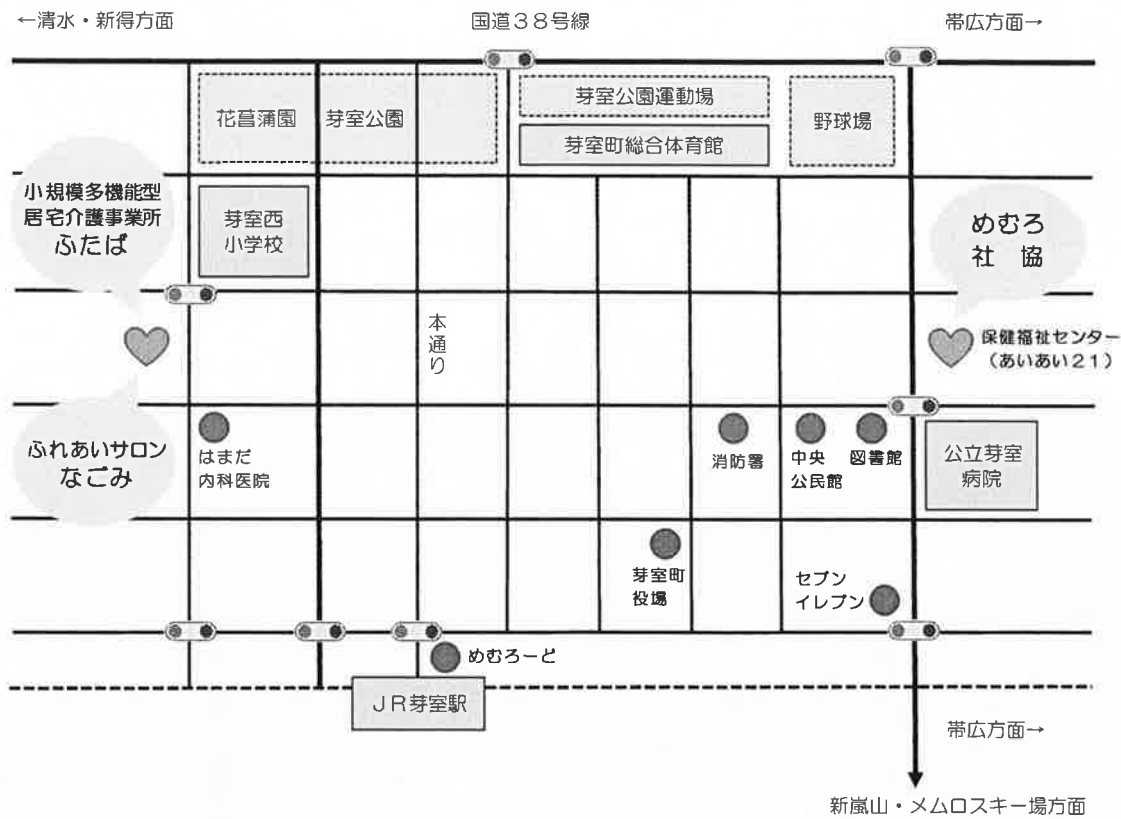 ←清水・新得方面
国道38号線
帯広方面→
花菖蒲園
芽室公園
芽室公園運動場
芽室町総合体育館
野球場
小規模多機能型
居宅介護事業所
ふたば
芽室西
小学校
めむろ
社 協
本通り
保健福祉センター
（あいあい21）
ふれあいサロン
なごみ
はまだ
内科医院
消防署
中央
公民館
図書館
公立芽室
病院
芽室町
役場
セブン
イレブン
めむろーど
JR芽室駅
帯広方面→
新嵐山・メムロスキー場方面